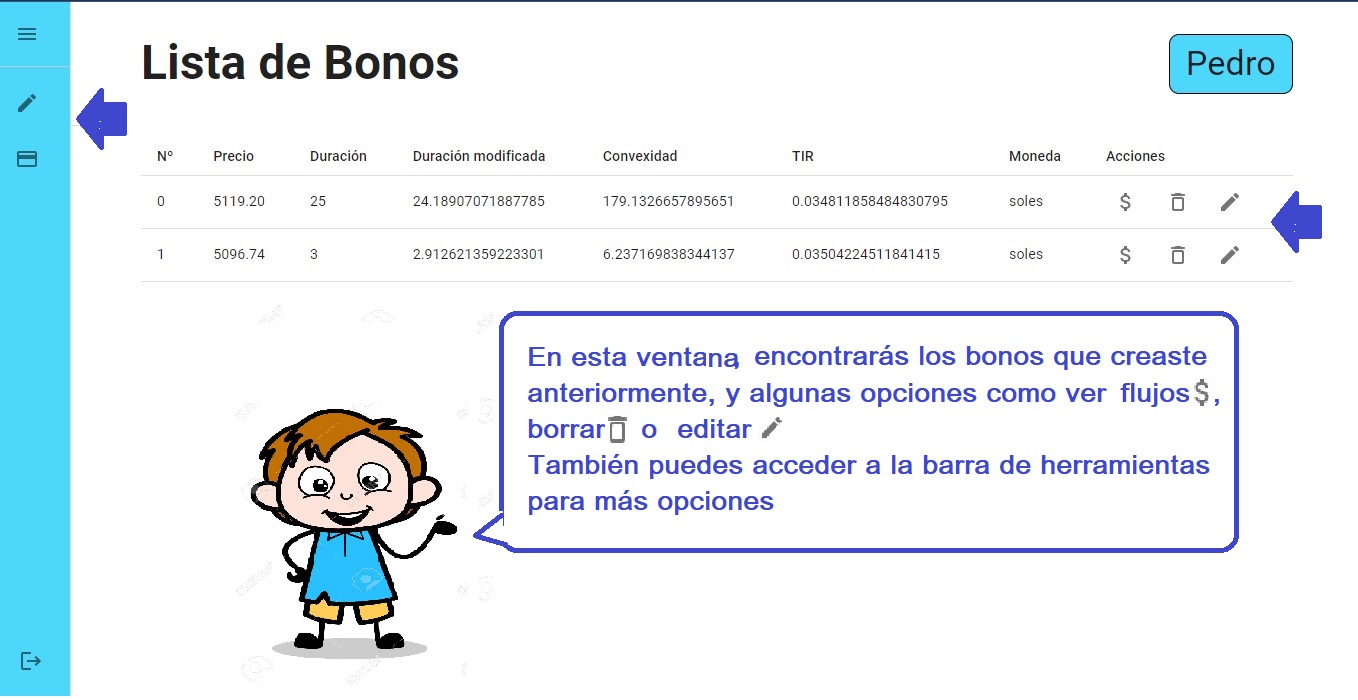 Lista de Bonos
Pedro
Nº Precio Duración Duración modificada Convexidad TIR Moneda Acciones
0 5119.20 25 24.18907071887785 179.1326657895651 0.034811858484830795 soles $
1 5096.74 3 2.912621359223301 6.237169838344137 0.03504224511841415 soles $
En esta ventana, encontrarás los bonos que creaste
anteriormente, y algunas opciones como ver flujos $,
borrar o editar
También puedes acceder a la barra de herramientas
para más opciones